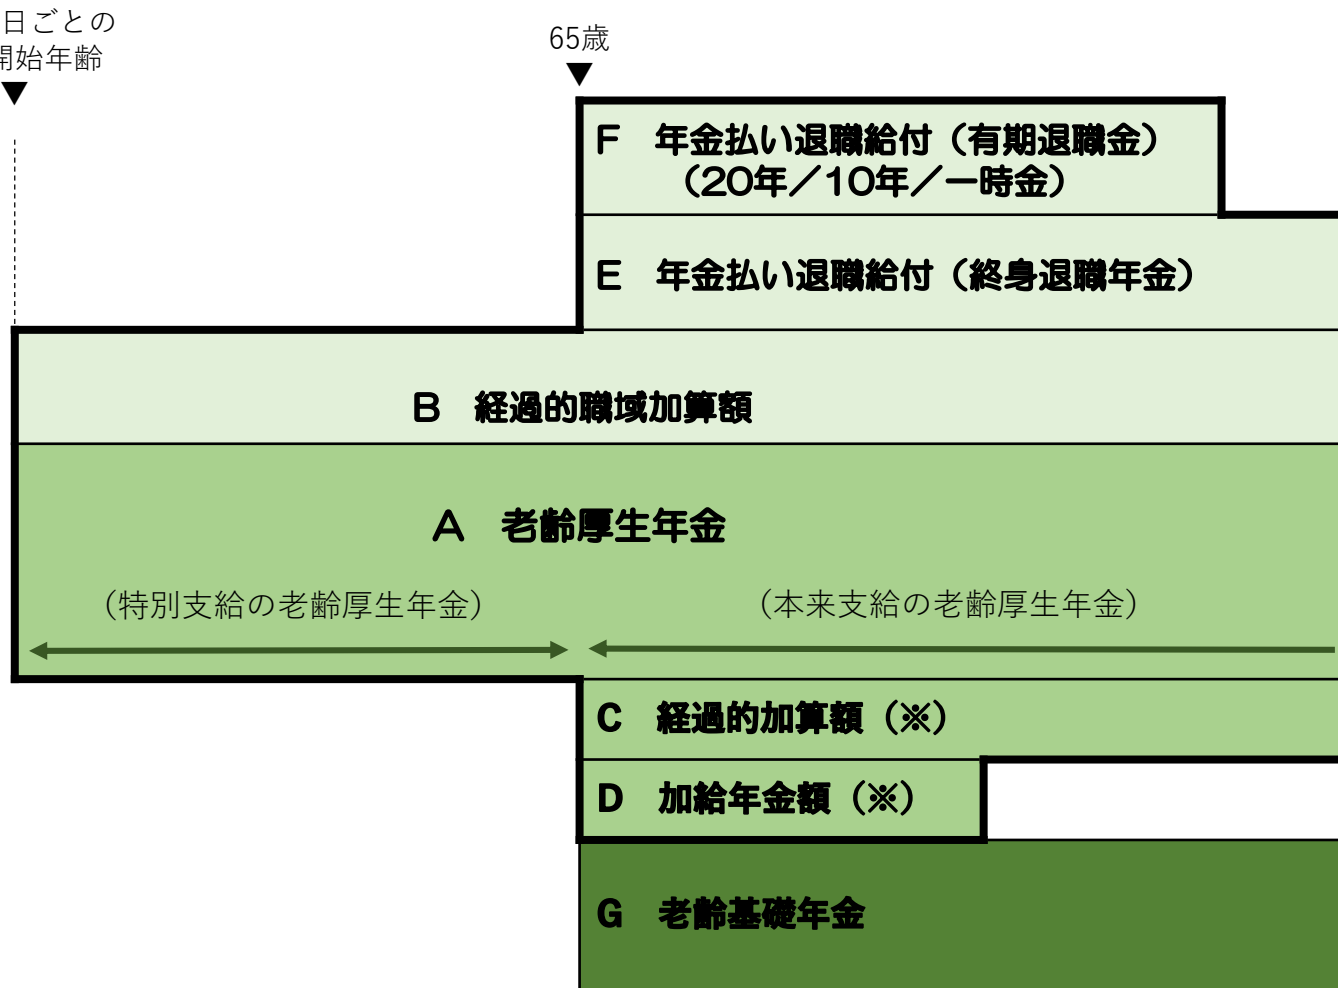 日ごとの
開始年齢
65歳
F 年金払い退職給付（有期退職金）
（20年／10年／一時金）
E 年金払い退職給付（終身退職年金）
B 経過的職域加算額
A 老齢厚生年金
（特別支給の老齢厚生年金）
（本来支給の老齢厚生年金）
C 経過的加算額（※）
D 加給年金額（※）
G 老齢基礎年金